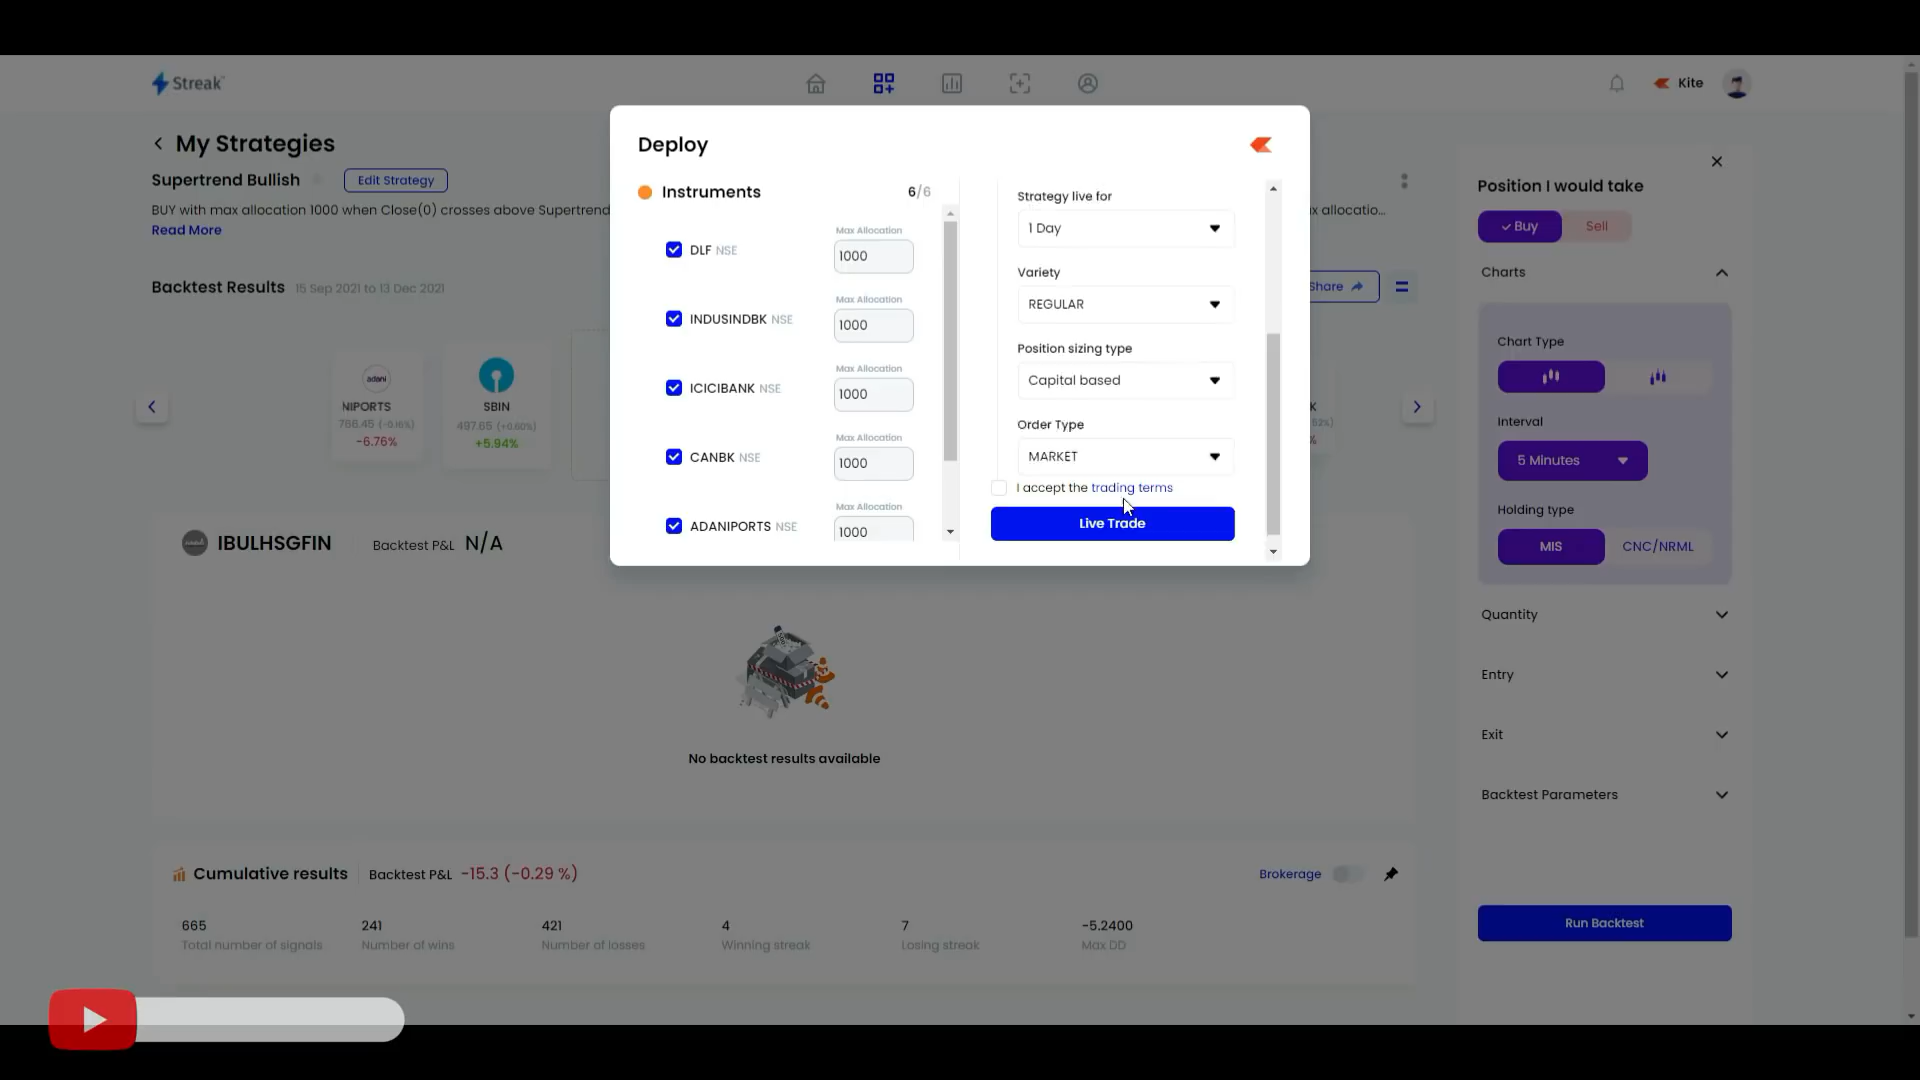 Streak
Kite
My Strategies
Supertrend Bullish
Edit Strategy
BUY with max allocation 1000 when Close(0) crosses above Supertrend
x allocatio...
Read More
Backtest Results 15 Sep 2021 to 13 Dec 2021
Share
adani
NIPORTS
766.45 (-0.16%)
-6.76%
SBIN
497.65 (+0.60%)
+5.94%
K
52%)
%
IBULHSGFIN
Backtest P&L N/A
No backtest results available
Cumulative results
Backtest P&L -15.3 (-0.29 %)
Brokerage
665
241
421
4
7
-5.2400
Total number of signals
Number of wins
Number of losses
Winning streak
Losing streak
Max DD
Deploy
Instruments
6/6
DLF NSE
Max Allocation
1000
INDUSINDBK NSE
Max Allocation
1000
ICICIBANK NSE
Max Allocation
1000
CANBK NSE
Max Allocation
1000
ADANIPORTS NSE
Max Allocation
1000
Strategy live for
1 Day
Variety
REGULAR
Position sizing type
Capital based
Order Type
MARKET
I accept the trading terms
Live Trade
Position I would take
Buy
Sell
Charts
Chart Type
Interval
5 Minutes
Holding type
MIS
CNC/NRML
Quantity
Entry
Exit
Backtest Parameters
Run Backtest